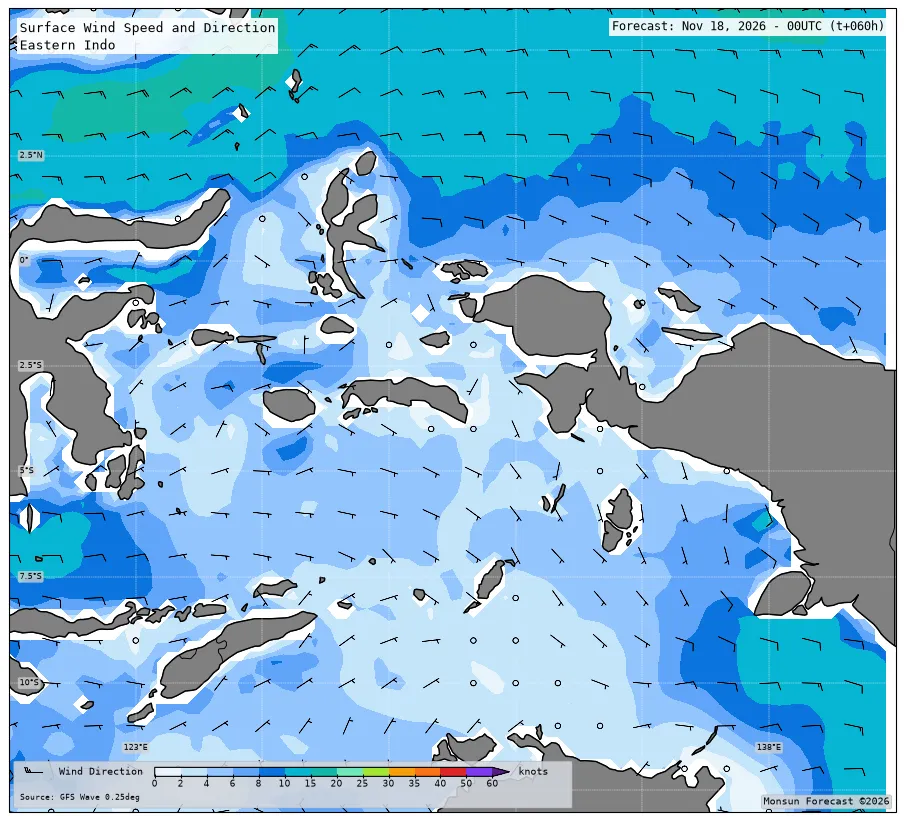 Surface Wind Speed and Direction
Eastern Indo
Forecast: Nov 18, 2026 - 00UTC (t+060h)
2.5°N
0°
2.5°S
5°S
7.5°S
10°S
123°E
138°E
Wind Direction
knots
0 2 4 6 8 10 15 20 25 30 35 40 50 60
Source: GFS Wave 0.25deg
Monsun Forecast ©2026